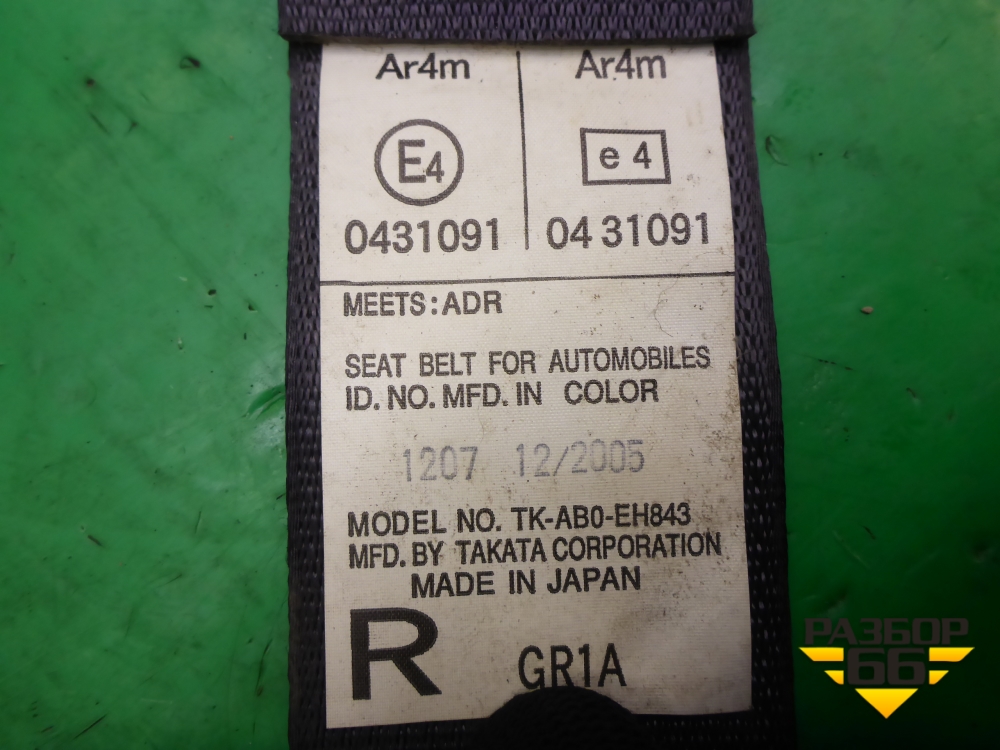 Ar4m Ar4m
E4 e 4
0431091 04 31091
MEETS:ADR
SEAT BELT FOR AUTOMOBILES
ID. NO. MFD. IN COLOR
1207 12/2005
MODEL NO. TK-AB0-EH843
MFD. BY TAKATA CORPORATION
MADE IN JAPAN
R GR1A
РАЗБОР
66